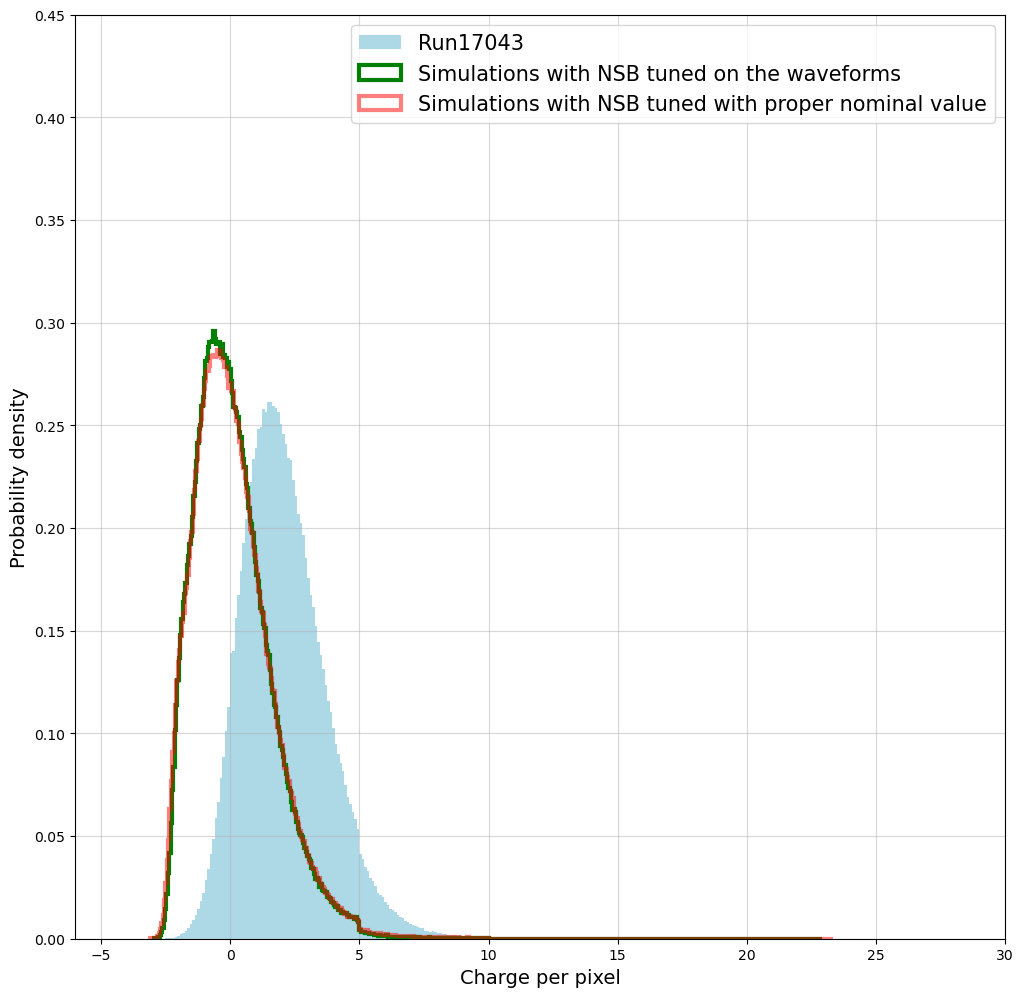 Run17043
Simulations with NSB tuned on the waveforms
Simulations with NSB tuned with proper nominal value
0.45
0.40
0.35
0.30
0.25
0.20
0.15
0.10
0.05
0.00
Probability density
−5 0 5 10 15 20 25 30
Charge per pixel